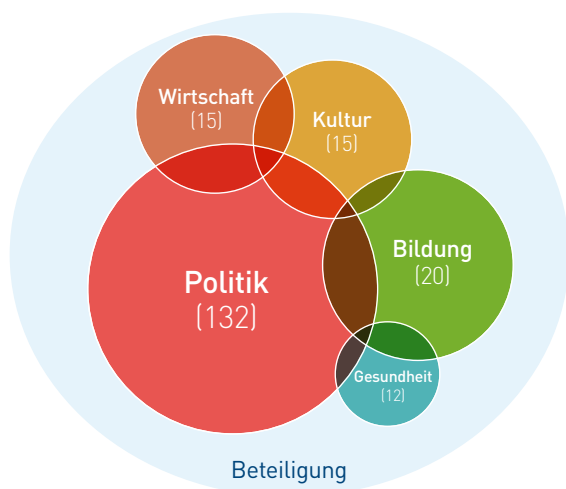 Wirtschaft
(15)
Kultur
(15)
Bildung
(20)
Politik
(132)
Gesundheit
(12)
Beteiligung